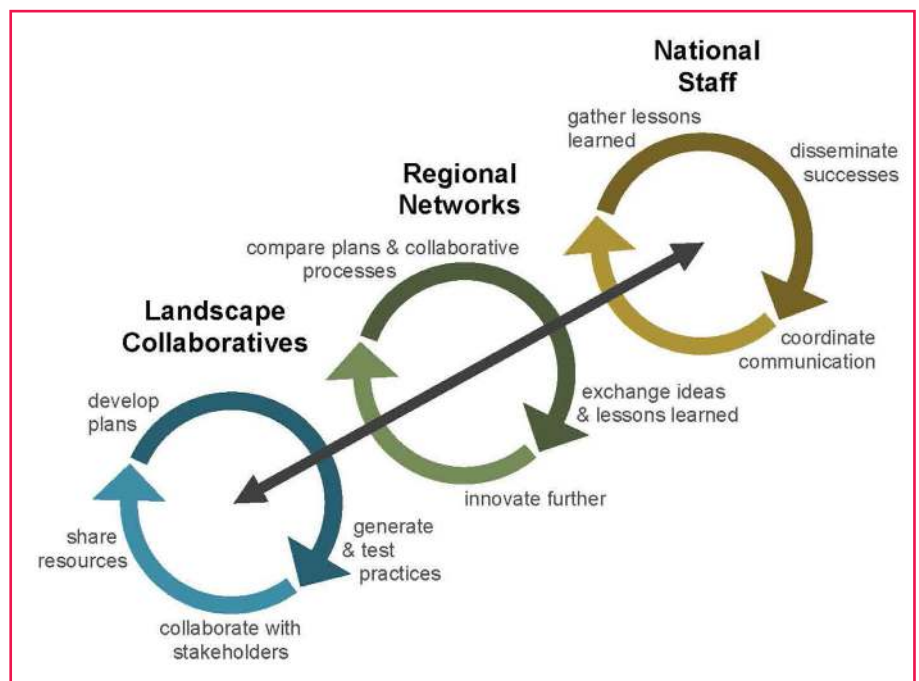 National
Staff
gather lessons
learned
disseminate
successes
coordinate
communication
Regional
Networks
compare plans & collaborative
processes
exchange ideas
& lessons learned
innovate further
Landscape
Collaboratives
develop
plans
generate
& test
practices
collaborate with
stakeholders
share
resources